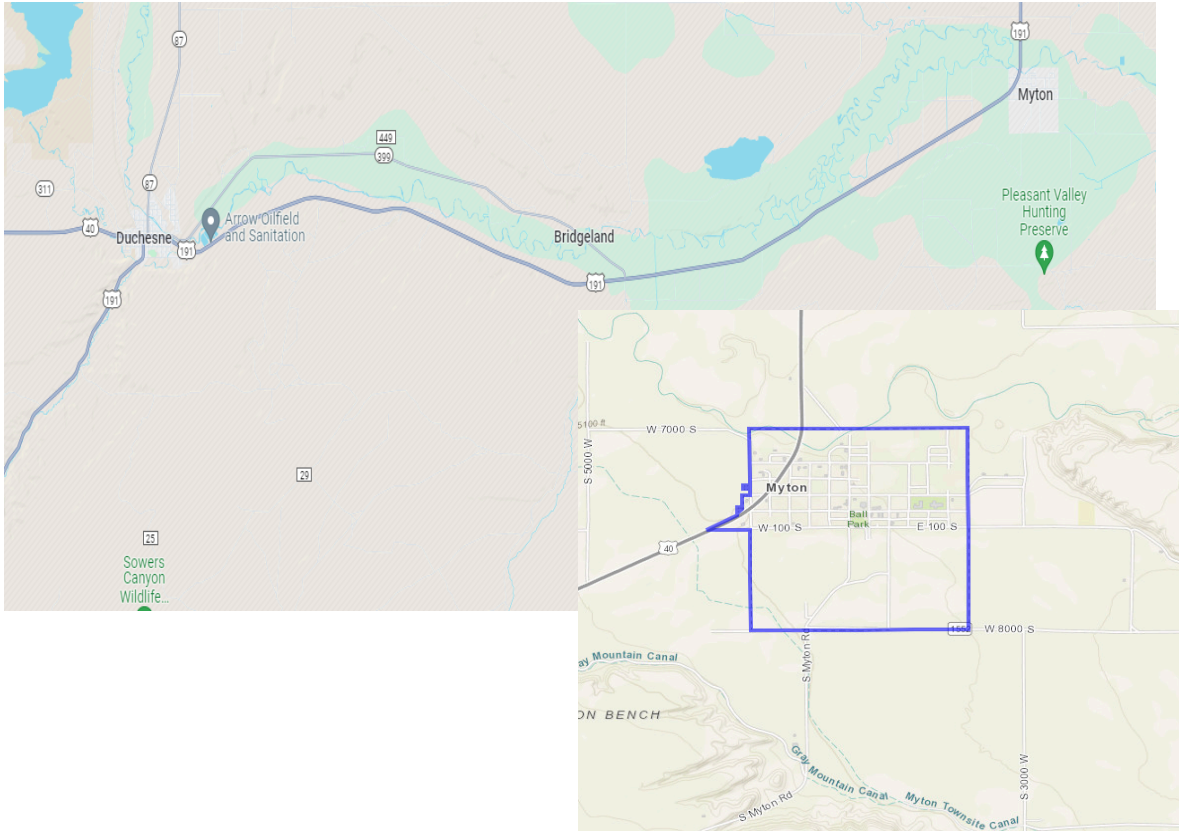 87
191
Myton
449
399
311
87
Pleasant Valley
Hunting
Preserve
40
Duchesne
191
Arrow Oilfield
and Sanitation
Bridgeland
191
191
29
25
Sowers
Canyon
Wildlife...
5100 ft
W 7000 S
S 5000 W
Myton
Ball
Park
W 100 S
E 100 S
40
W 8000 S
S Myton Rd
ay Mountain Canal
ON BENCH
Gray Mountain Canal
Myton Townsite Canal
S Myton Rd
S 3000 W